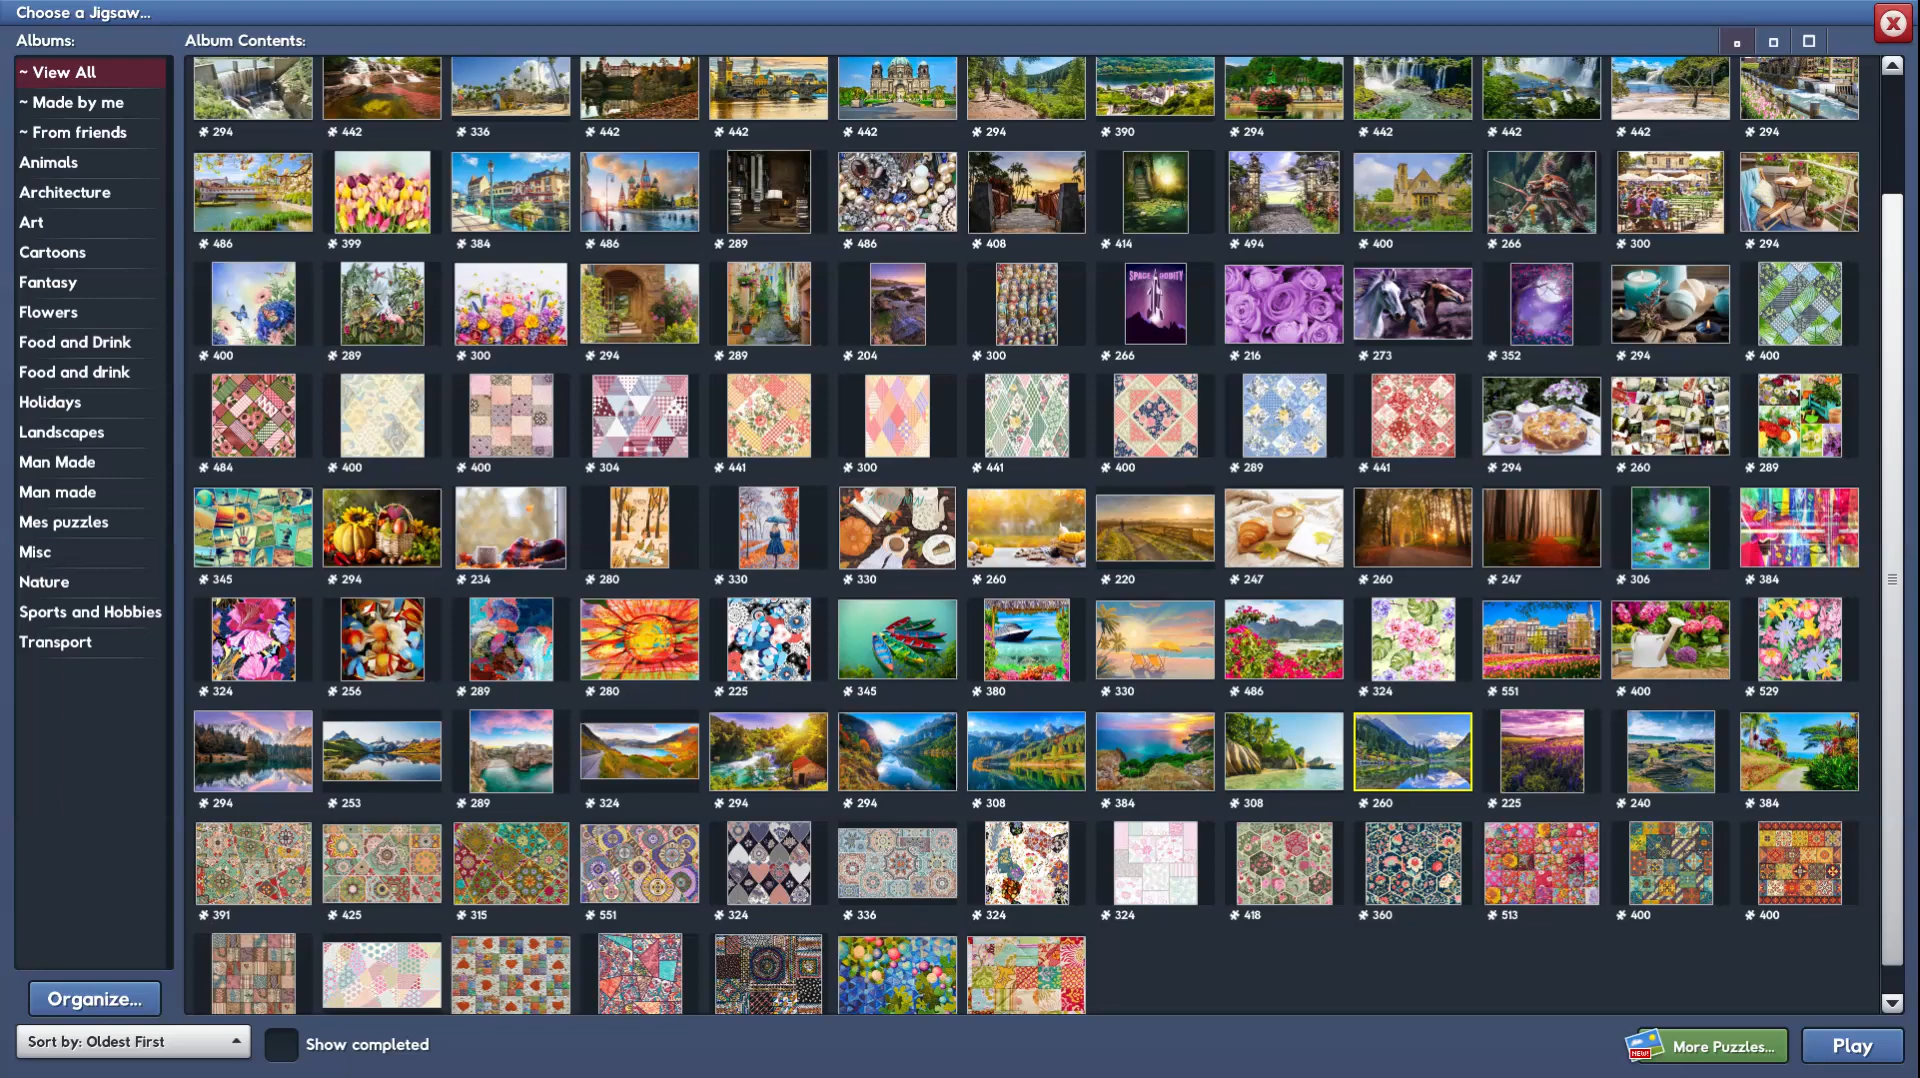 Choose a Jigsaw...
Albums:
Album Contents:
~ View All
~ Made by me
~ From friends
Animals
Architecture
Art
Cartoons
Fantasy
Flowers
Food and Drink
Food and drink
Holidays
Landscapes
Man Made
Man made
Mes puzzles
Misc
Nature
Sports and Hobbies
Transport
294 442 336 442 442 442 294 390 294 442 442 442 294
486 399 384 486 289 486 408 414 494 400 266 300 294
SPACE ODDITY
400 289 300 294 289 204 300 266 216 273 352 294 400
484 400 400 304 441 300 441 400 289 441 294 260 289
AUTUMN
345 294 234 280 330 330 260 220 247 260 247 306 384
324 256 289 280 225 345 380 330 486 324 551 400 529
294 253 289 324 294 294 308 384 308 260 225 240 384
391 425 315 551 324 336 324 324 418 360 513 400 400
Organize...
Sort by: Oldest First
Show completed
NEW!
More Puzzles...
Play